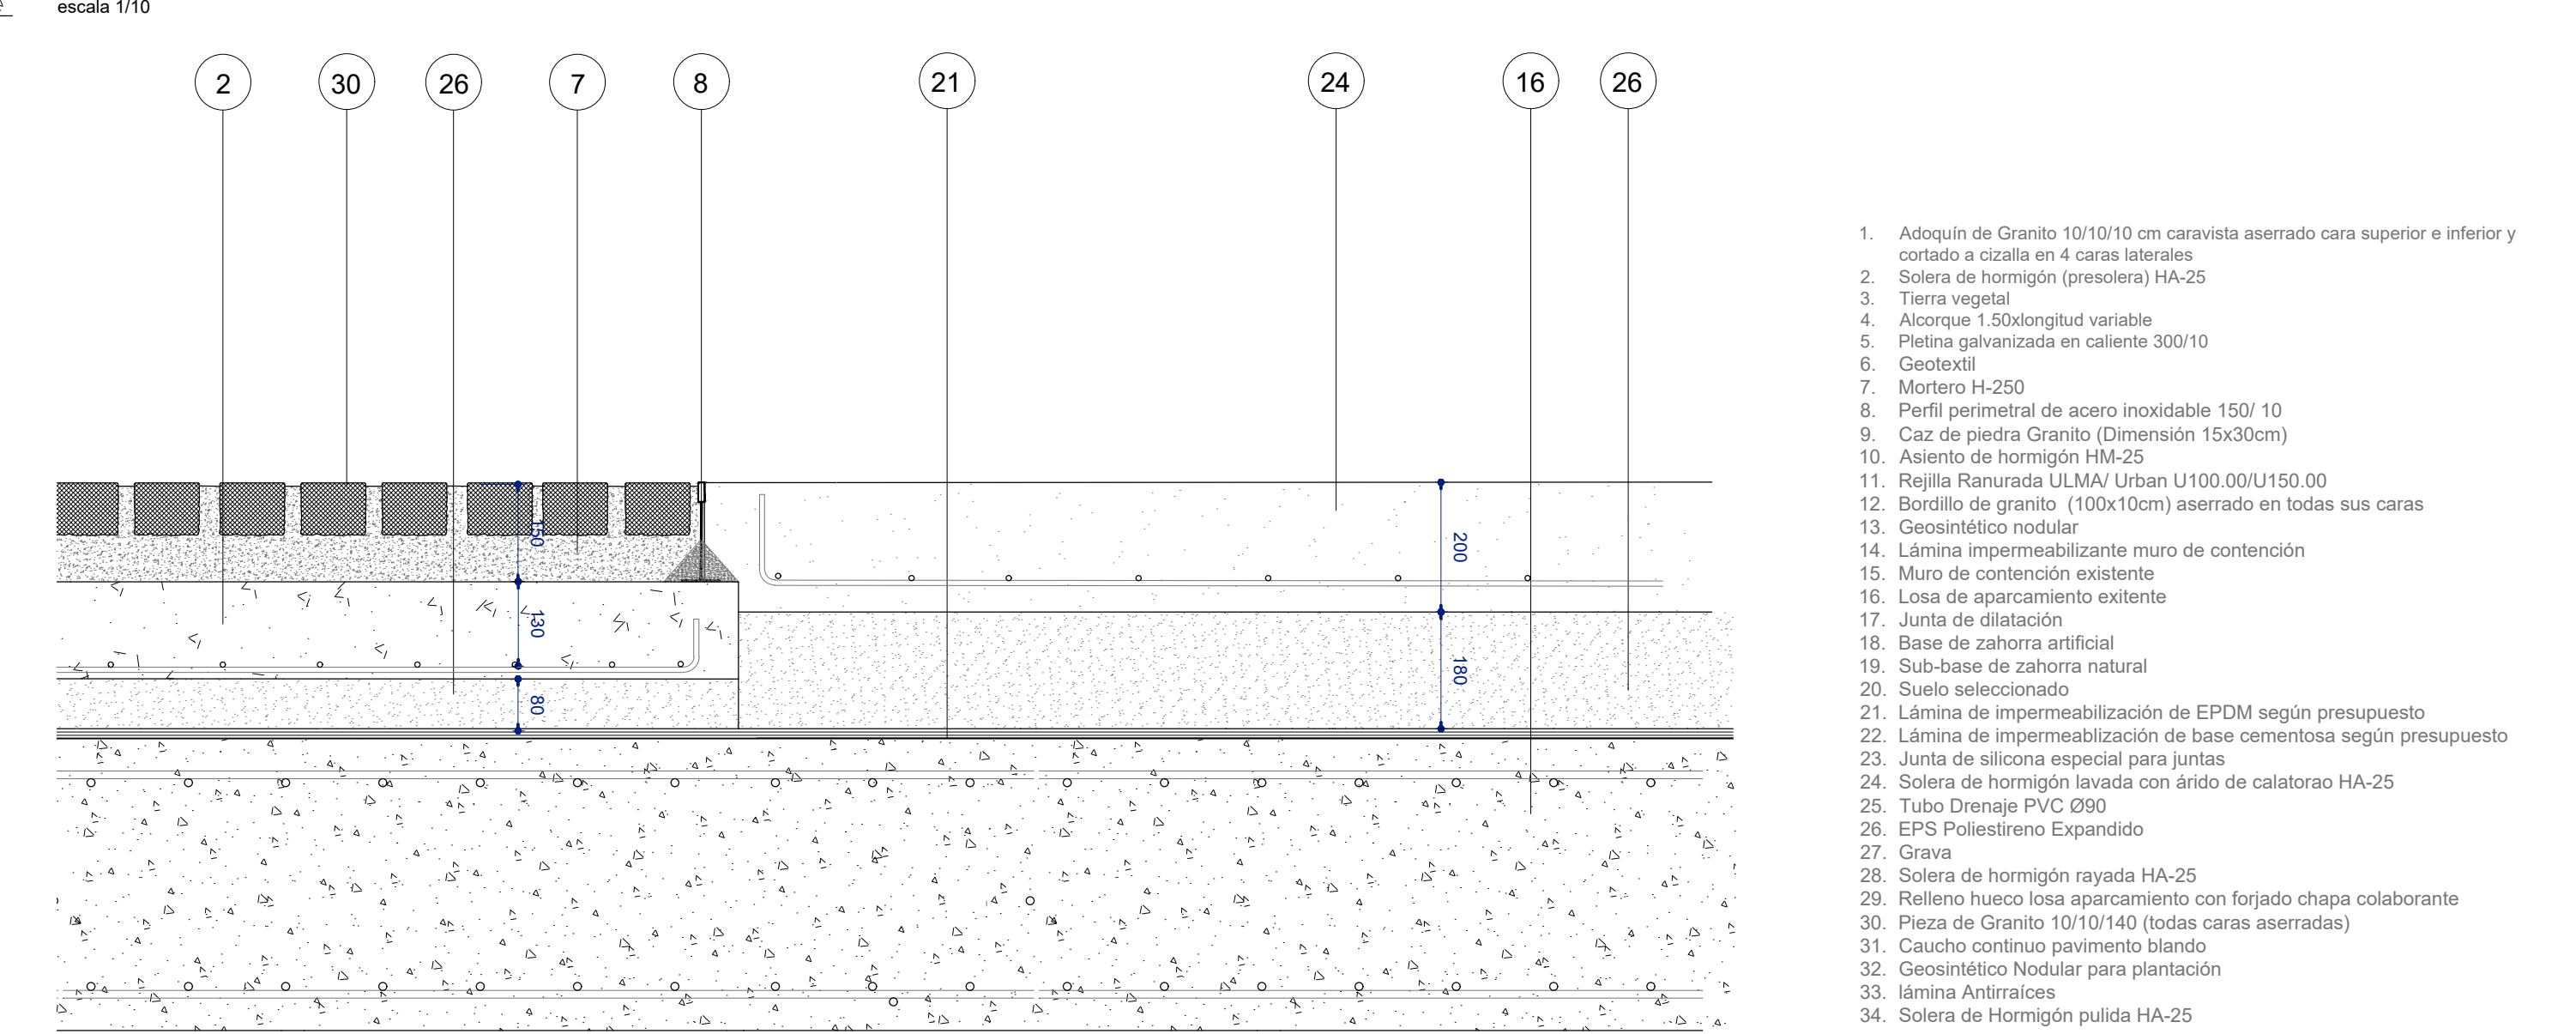 escala 1/10
2 30 26 7 8 21 24 16 26
150
130
80
200
180
1. Adoquín de Granito 10/10/10 cm caravista aserrado cara superior e inferior y
cortado a cizalla en 4 caras laterales
2. Solera de hormigón (presolera) HA-25
3. Tierra vegetal
4. Alcorque 1.50xlongitud variable
5. Pletina galvanizada en caliente 300/10
6. Geotextil
7. Mortero H-250
8. Perfil perimetral de acero inoxidable 150/ 10
9. Caz de piedra Granito (Dimensión 15x30cm)
10. Asiento de hormigón HM-25
11. Rejilla Ranurada ULMA/ Urban U100.00/U150.00
12. Bordillo de granito (100x10cm) aserrado en todas sus caras
13. Geosintético nodular
14. Lámina impermeabilizante muro de contención
15. Muro de contención existente
16. Losa de aparcamiento exitente
17. Junta de dilatación
18. Base de zahorra artificial
19. Sub-base de zahorra natural
20. Suelo seleccionado
21. Lámina de impermeabilización de EPDM según presupuesto
22. Lámina de impermeablización de base cementosa según presupuesto
23. Junta de silicona especial para juntas
24. Solera de hormigón lavada con árido de calatorao HA-25
25. Tubo Drenaje PVC Ø90
26. EPS Poliestireno Expandido
27. Grava
28. Solera de hormigón rayada HA-25
29. Relleno hueco losa aparcamiento con forjado chapa colaborante
30. Pieza de Granito 10/10/140 (todas caras aserradas)
31. Caucho continuo pavimento blando
32. Geosintético Nodular para plantación
33. lámina Antirraíces
34. Solera de Hormigón pulida HA-25